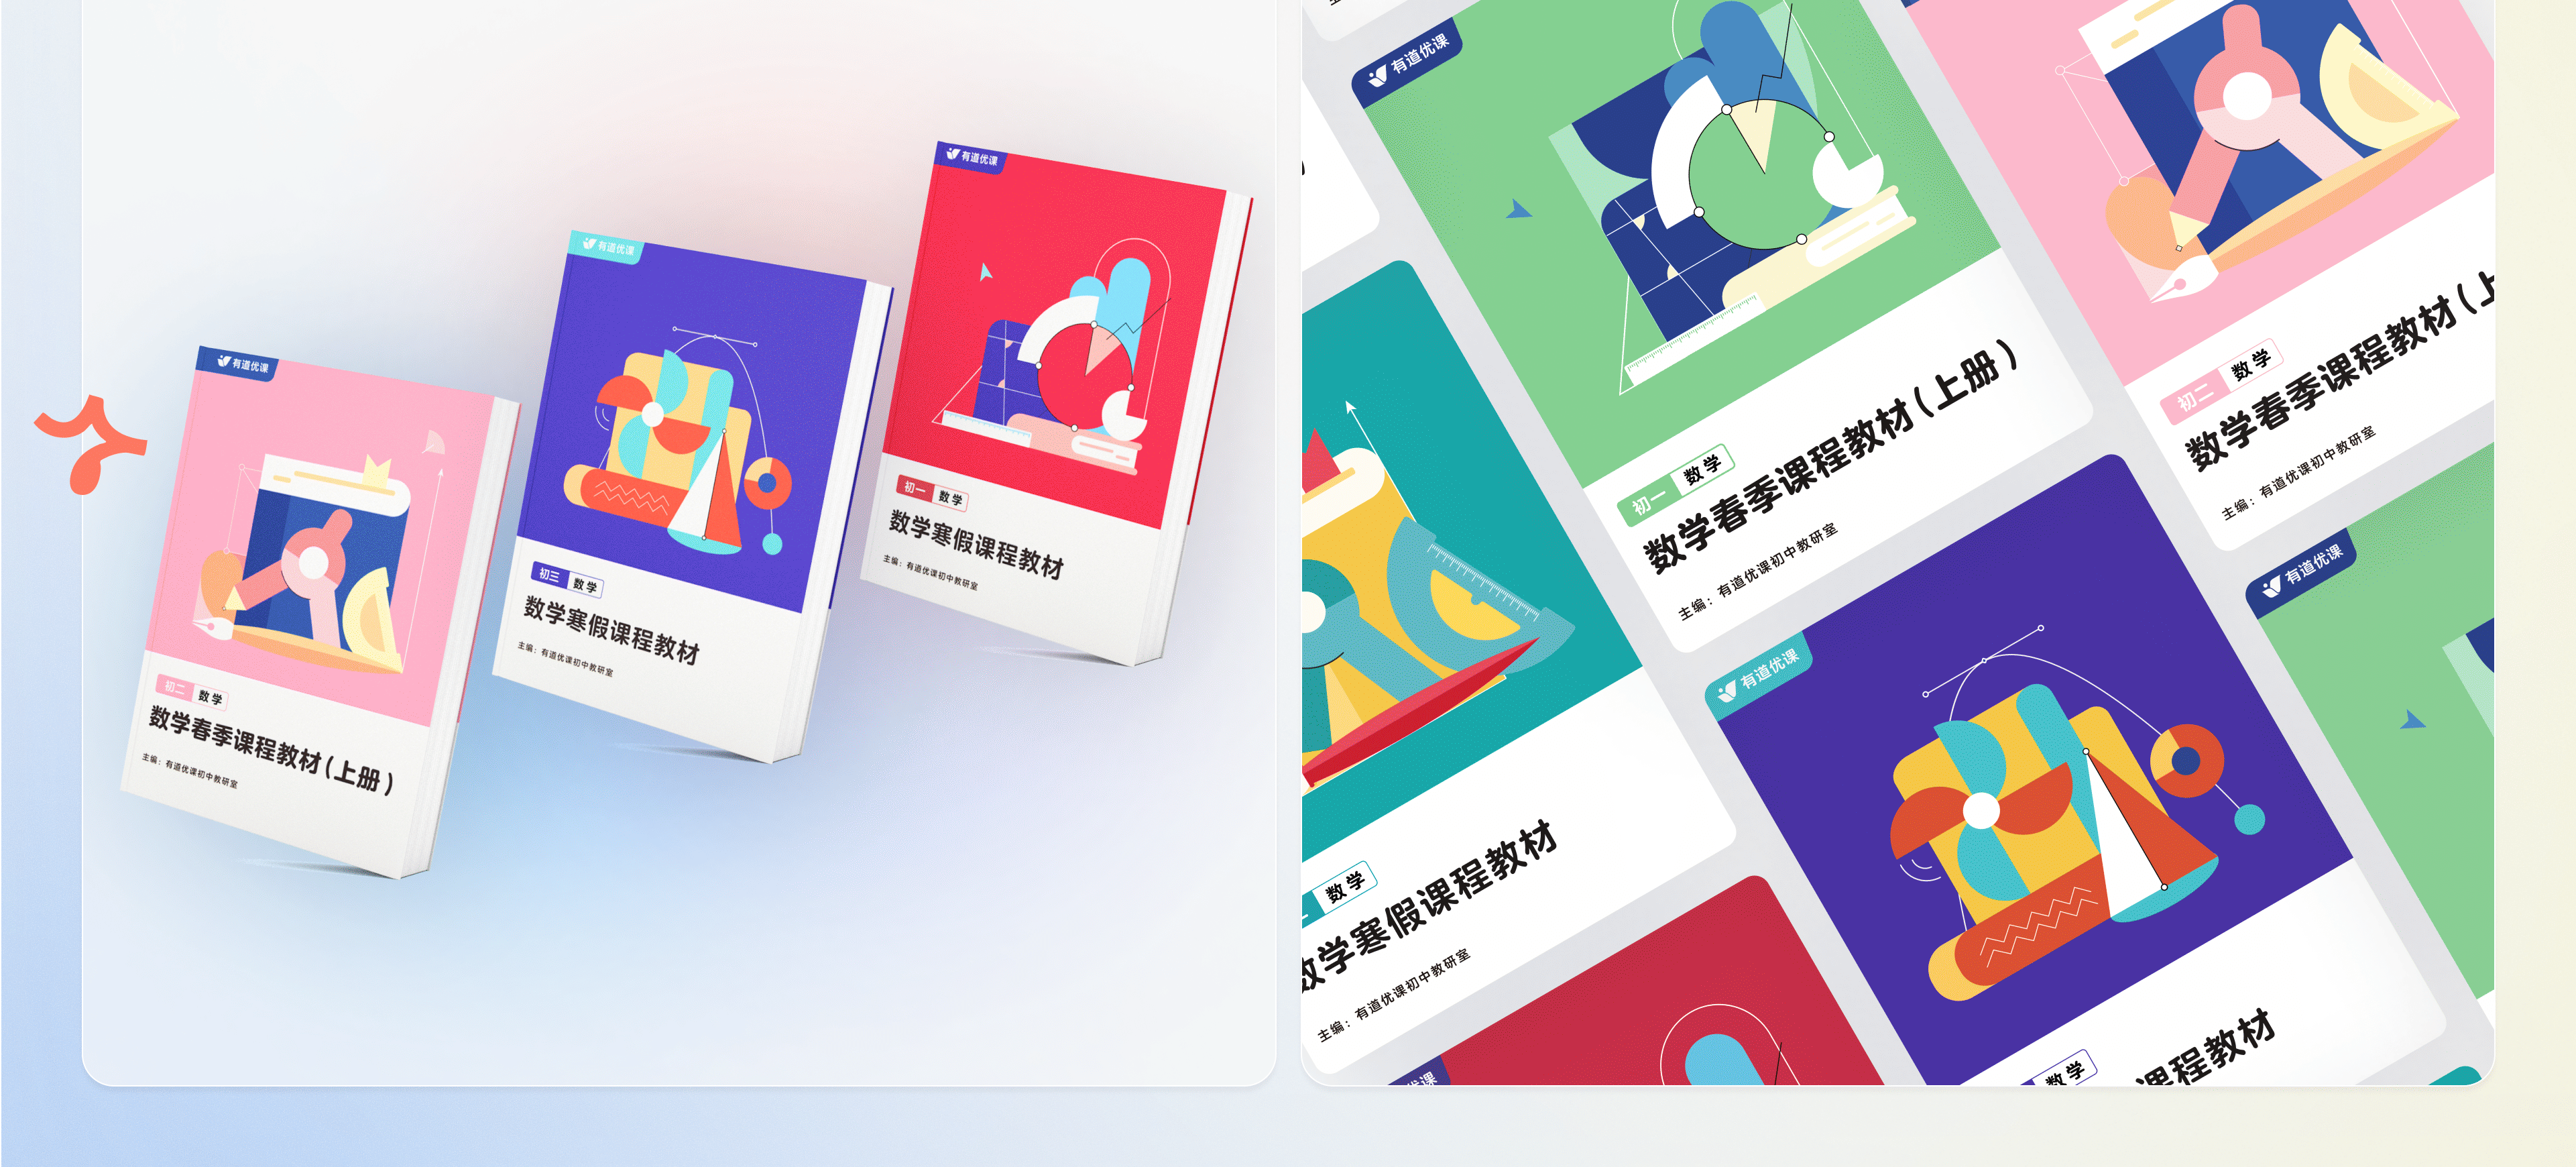 有道优课
初二 数学
数学春季课程教材(上册)
主编:有道优课初中教研室
有道优课
初三 数学
数学寒假课程教材
主编:有道优课初中教研室
有道优课
初一 数学
数学寒假课程教材
主编:有道优课初中教研室
有道优课
初一 数学
数学春季课程教材(上册)
主编:有道优课初中教研室
初二 数学
数学春季课程教材(上
主编:有道优课初中教研室
数学
数学寒假课程教材
主编:有道优课初中教研室
有道优课
数学
课程教材
有道优课
优课